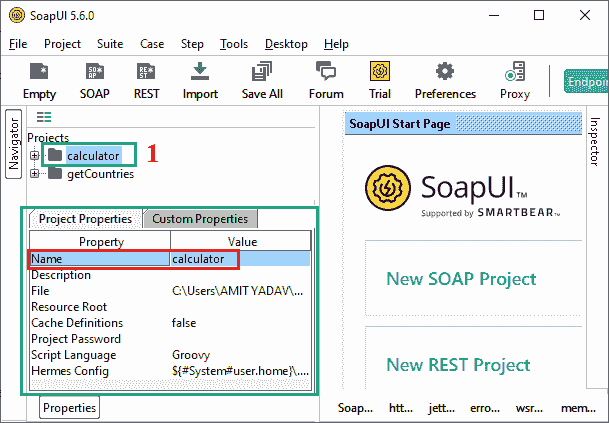 SoapUI 5.6.0
File Project Suite Case Step Tools Desktop Help
Empty SOAP REST Import Save All Forum Trial Preferences Proxy Endpoin
Navigator
Projects
calculator 1
getCountries
Project Properties Custom Properties
Property Value
Name calculator
Description
File C:\Users\AMIT YADAV\...
Resource Root
Cache Definitions false
Project Password
Script Language Groovy
Hermes Config ${#System#user.home}\...
Properties
SoapUI Start Page
SoapUI™
Supported by SMARTBEAR™
New SOAP Project
New REST Project
Inspector
Soap... htt... jett... erro... wsr... mem...